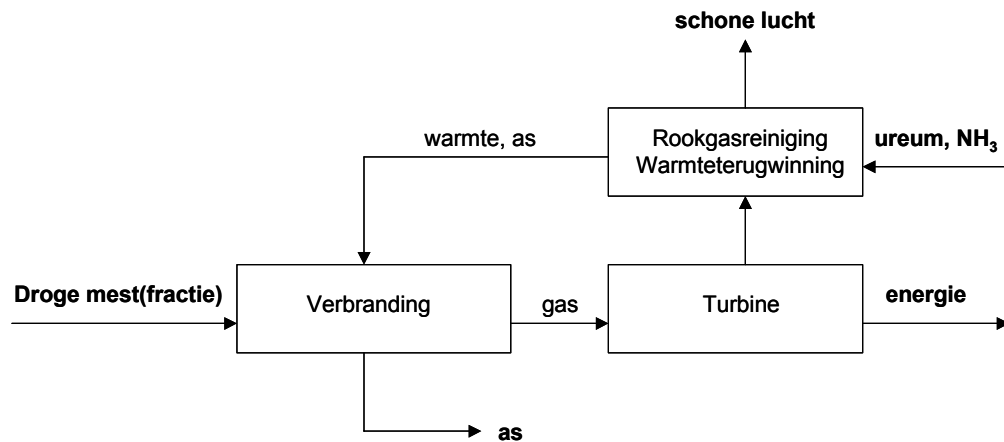 schone lucht
warmte, as
Rookgasreiniging
Warmteterugwinning
ureum, NH₃
Droge mest(fractie)
Verbranding
gas
Turbine
energie
as